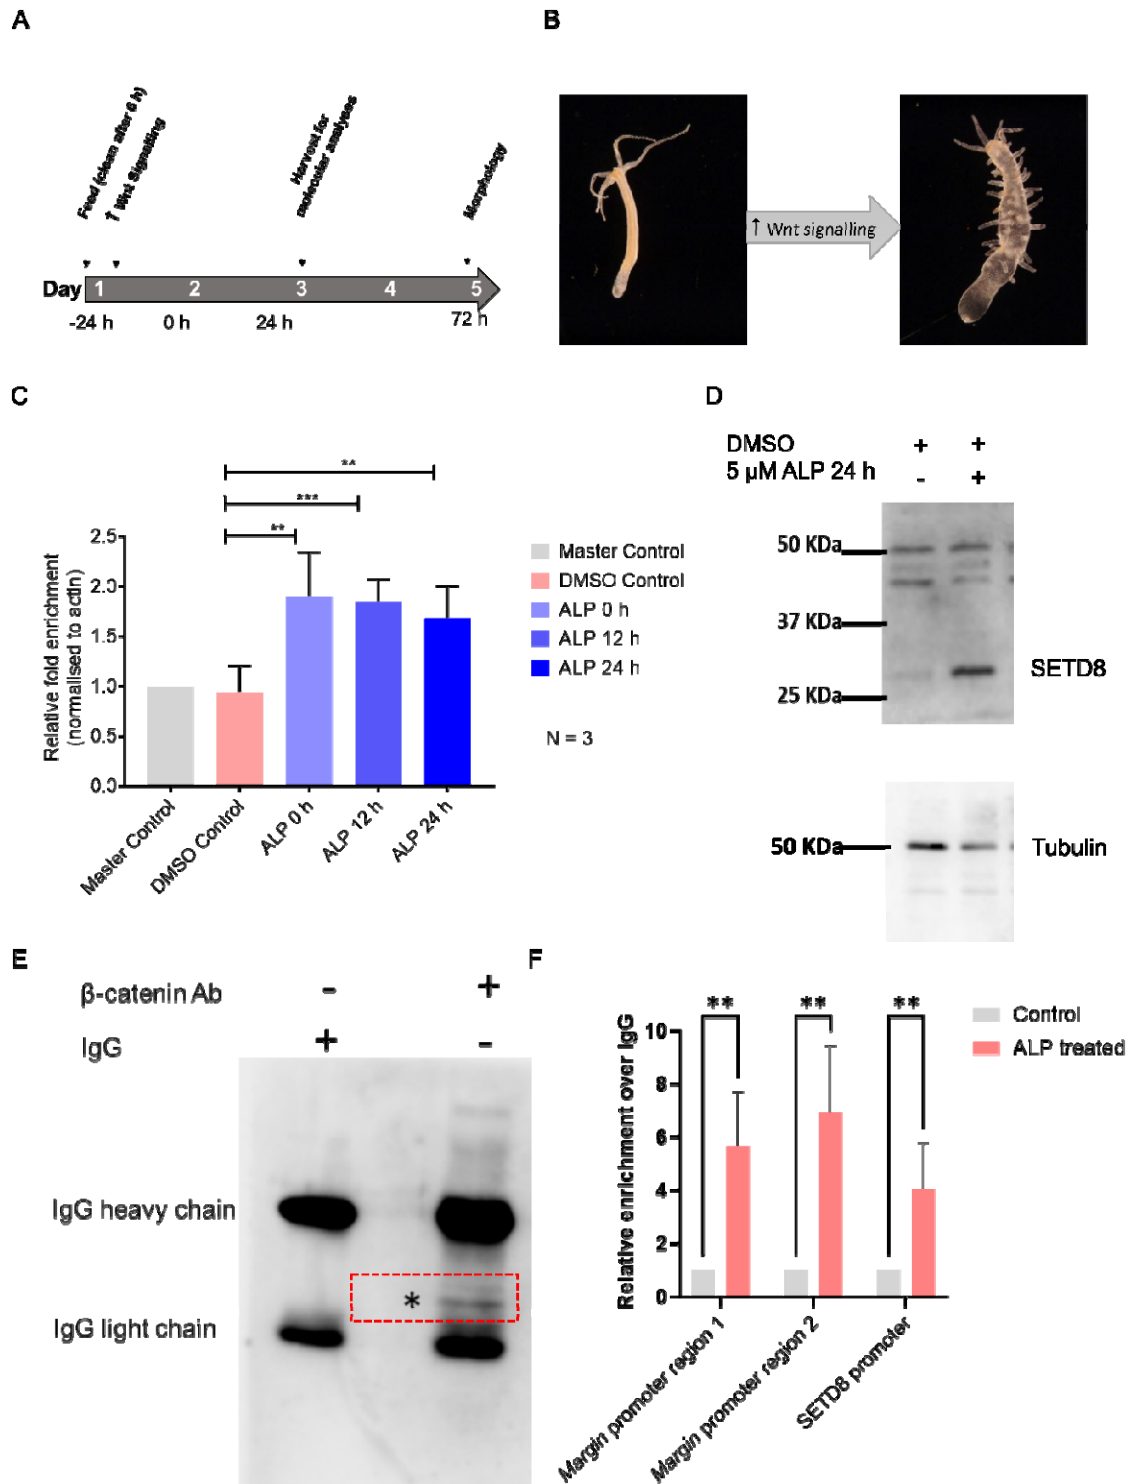 A
Feed (clean after 6 h)
↑ Wnt Signalling
Harvest for
molecular analyses
Morphology
Day 1 2 3 4 5
-24 h 0 h 24 h 72 h
B
↑ Wnt signalling
C
Relative fold enrichment
(normalised to actin)
2.5
2.0
1.5
1.0
0.5
0.0
**
***
**
Master Control
DMSO Control
ALP 0 h
ALP 12 h
ALP 24 h
Master Control
DMSO Control
ALP 0 h
ALP 12 h
ALP 24 h
N = 3
D
DMSO + +
5 µM ALP 24 h - +
50 KDa
37 KDa
25 KDa
SETD8
50 KDa
Tubulin
E
β-catenin Ab - +
IgG + -
IgG heavy chain
*
IgG light chain
F
Relative enrichment over IgG
10
8
6
4
2
0
** ** **
Control
ALP treated
Margin promoter region 1
Margin promoter region 2
SETD8 promoter